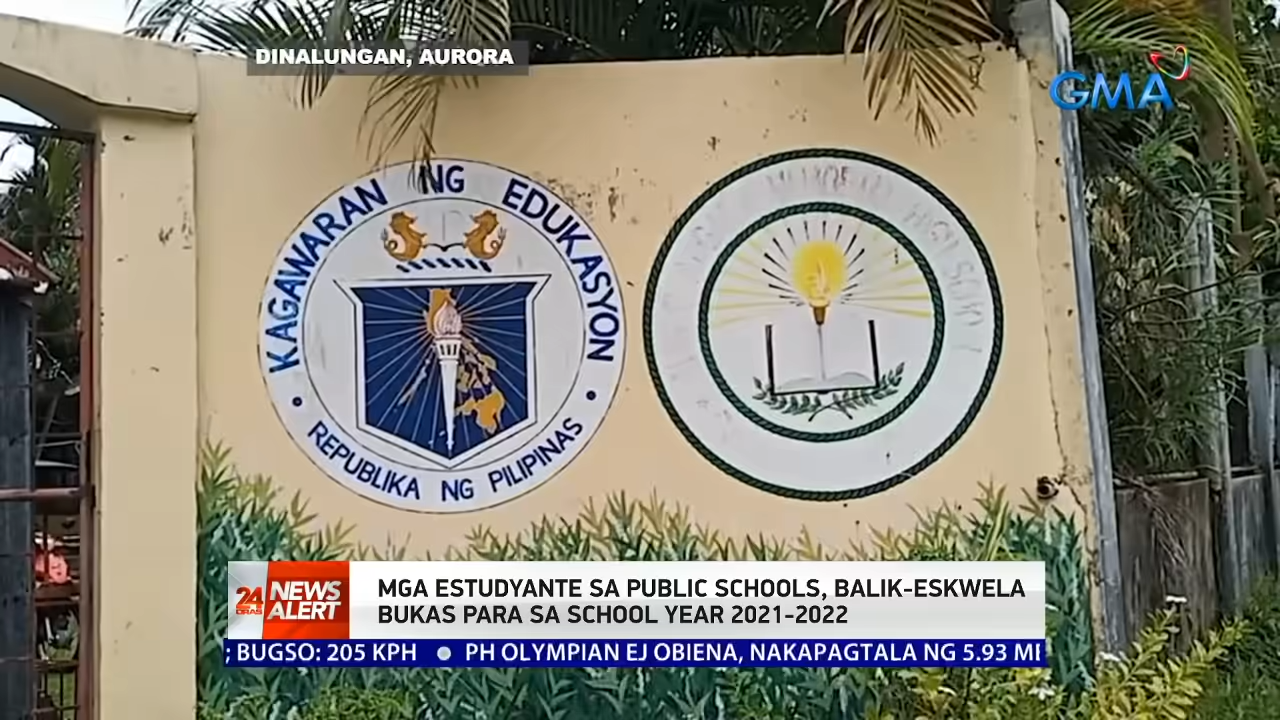 DINALUNGAN, AURORA
GMA
KAGAWARAN NG EDUKASYON
REPUBLIKA NG PILIPINAS
24 ORAS
NEWS ALERT
MGA ESTUDYANTE SA PUBLIC SCHOOLS, BALIK-ESKWELA
BUKAS PARA SA SCHOOL YEAR 2021-2022
; BUGSO: 205 KPH ● PH OLYMPIAN EJ OBIENA, NAKAPAGTALA NG 5.93